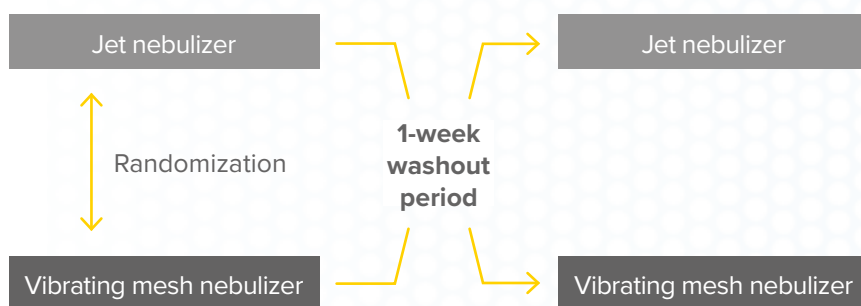 Jet nebulizer
Jet nebulizer
Randomization
1-week
washout
period
Vibrating mesh nebulizer
Vibrating mesh nebulizer